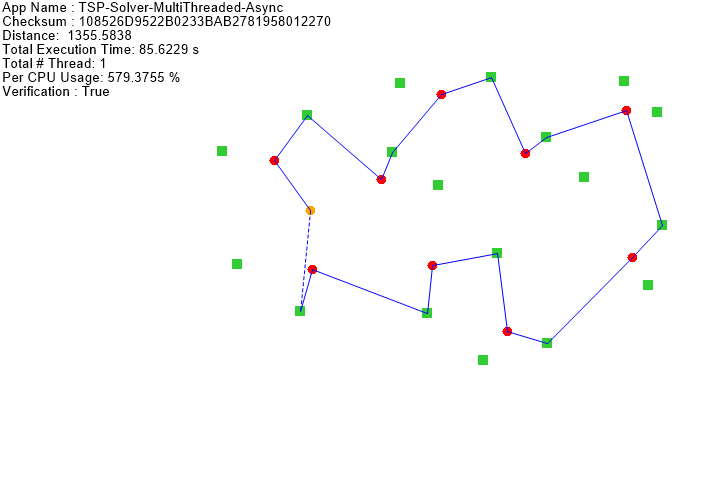 App Name : TSP-Solver-MultiThreaded-Async
Checksum : 108526D9522B0233BAB2781958012270
Distance:  1355.5838
Total Execution Time: 85.6229 s
Total # Thread: 1
Per CPU Usage: 579.3755 %
Verification : True